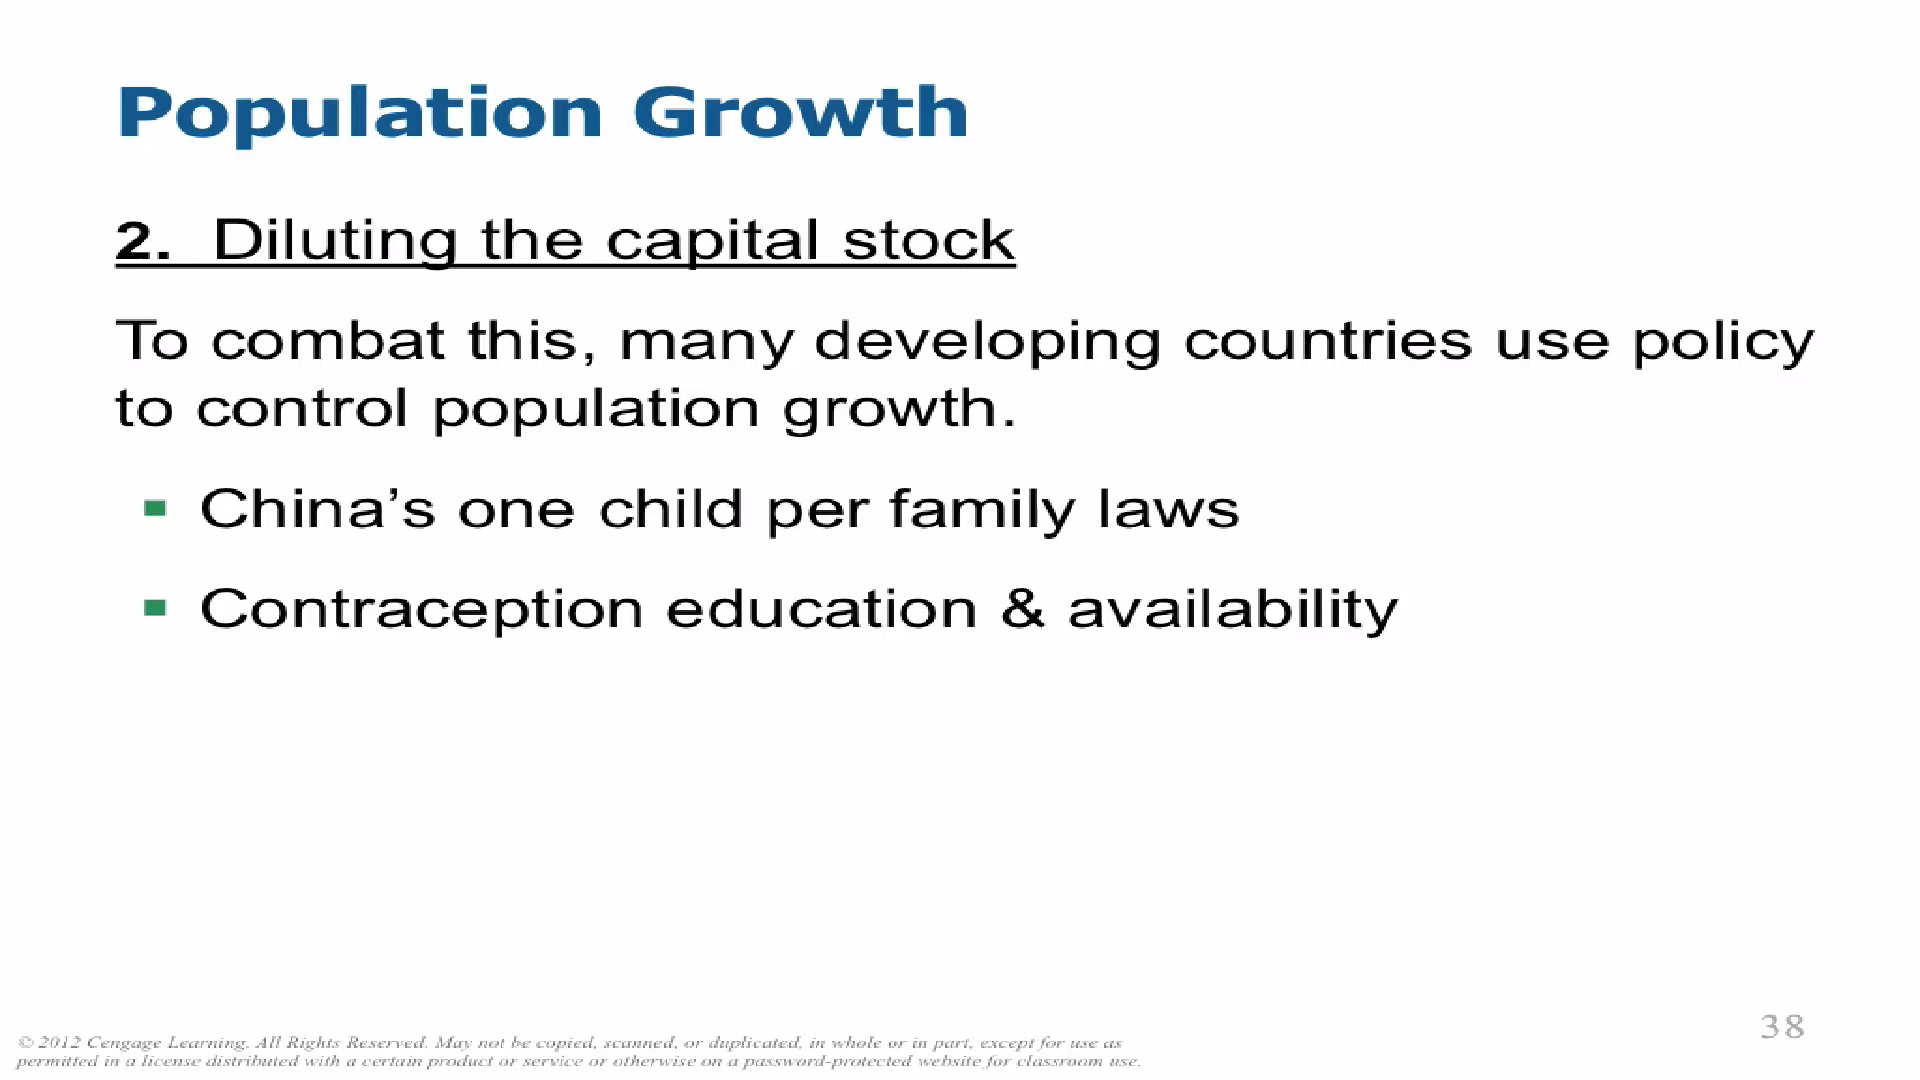 Population Growth
2. Diluting the capital stock
To combat this, many developing countries use policy
to control population growth.
▪ China’s one child per family laws
▪ Contraception education & availability
38
© 2012 Cengage Learning. All Rights Reserved. May not be copied, scanned, or duplicated, in whole or in part, except for use as
permitted in a license distributed with a certain product or service or otherwise on a password-protected website for classroom use.